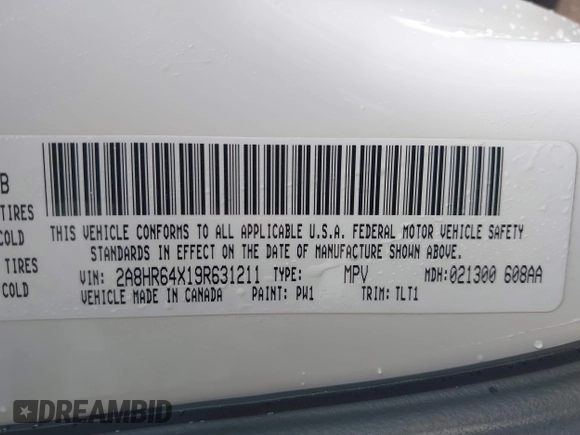 B
TIRES
COLD
TIRES
COLD
THIS VEHICLE CONFORMS TO ALL APPLICABLE U.S.A. FEDERAL MOTOR VEHICLE SAFETY
STANDARDS IN EFFECT ON THE DATE OF MANUFACTURE SHOWN ABOVE.
VIN: 2A8HR64X19R631211 TYPE: MPV MDH:021300 608AA
VEHICLE MADE IN CANADA PAINT: PW1 TRIM: TLT1
DREAMBID